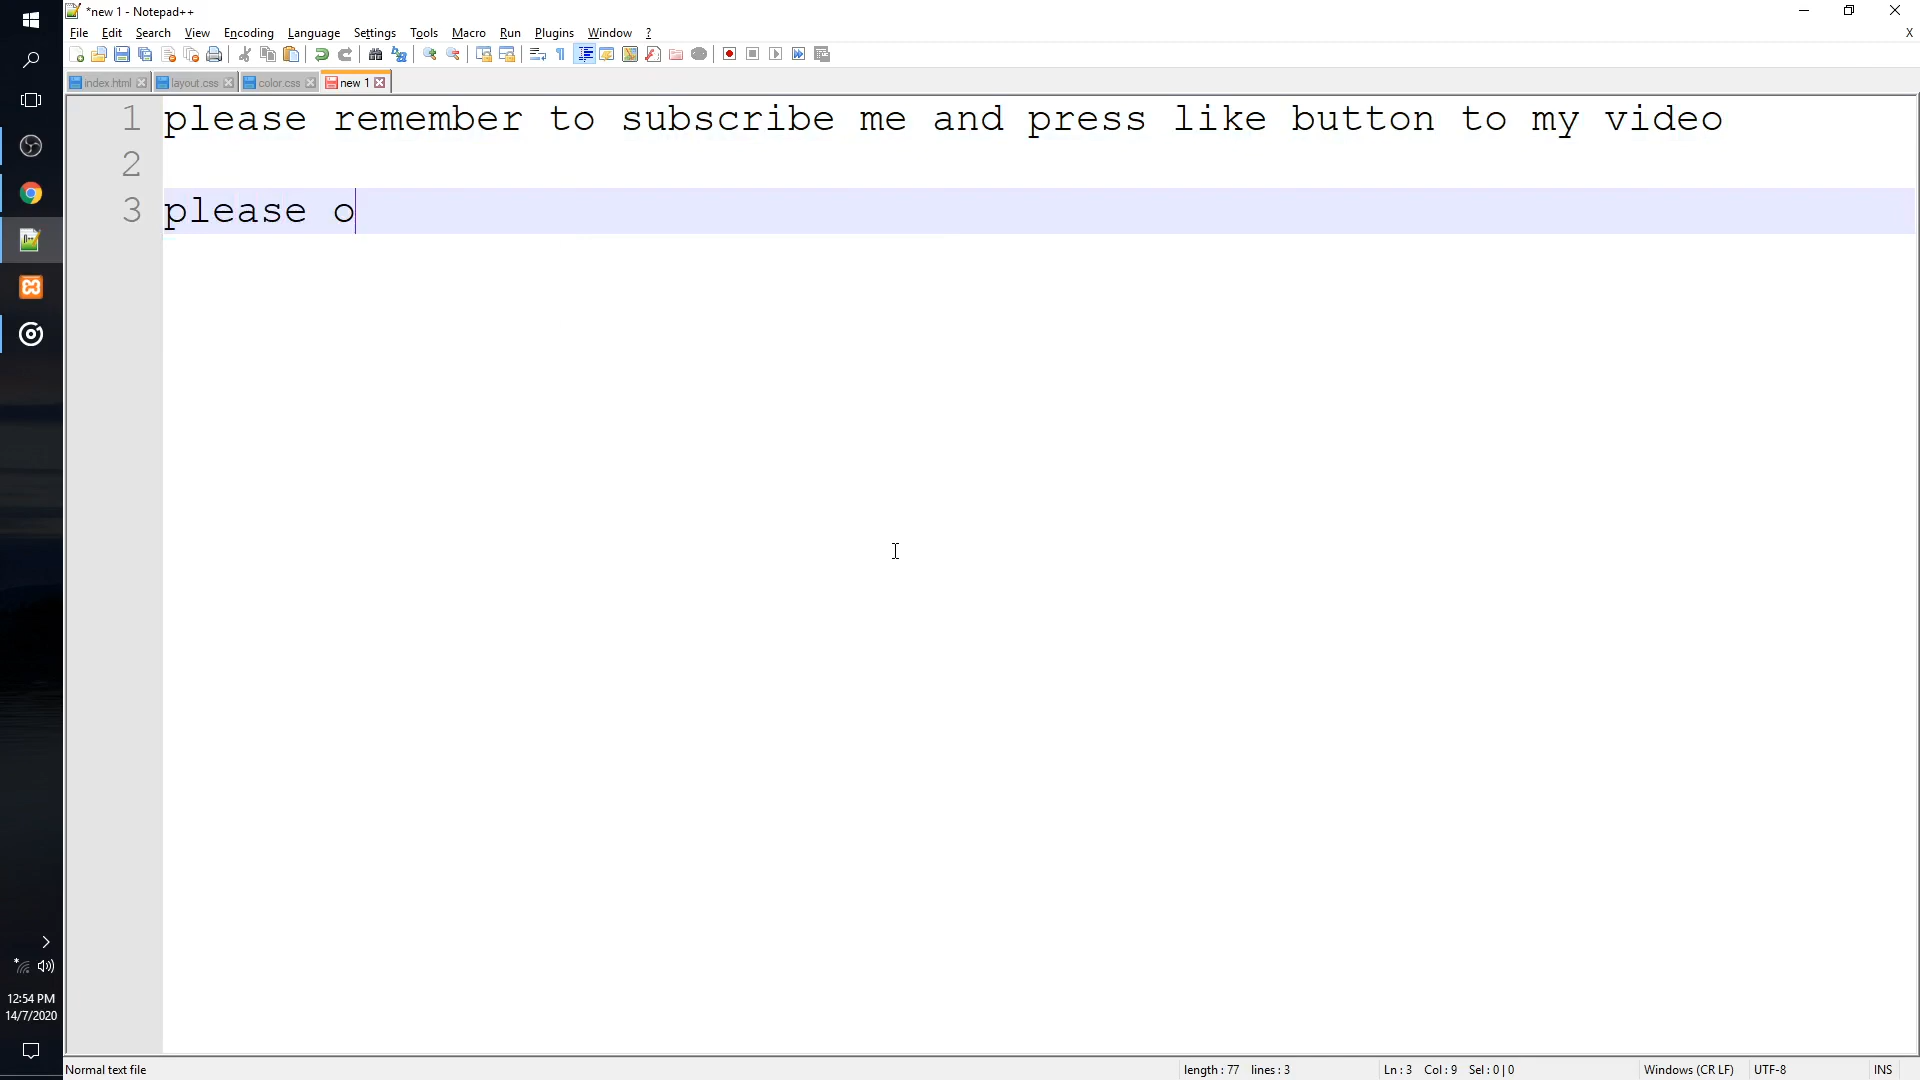 *new 1 - Notepad++
File Edit Search View Encoding Language Settings Tools Macro Run Plugins Window ? X
index.html layout.css color.css new 1
1 please remember to subscribe me and press like button to my video
2
3 please o
12:54 PM
14/7/2020
Normal text file length : 77 lines : 3 Ln : 3 Col : 9 Sel : 0 | 0 Windows (CR LF) UTF-8 INS